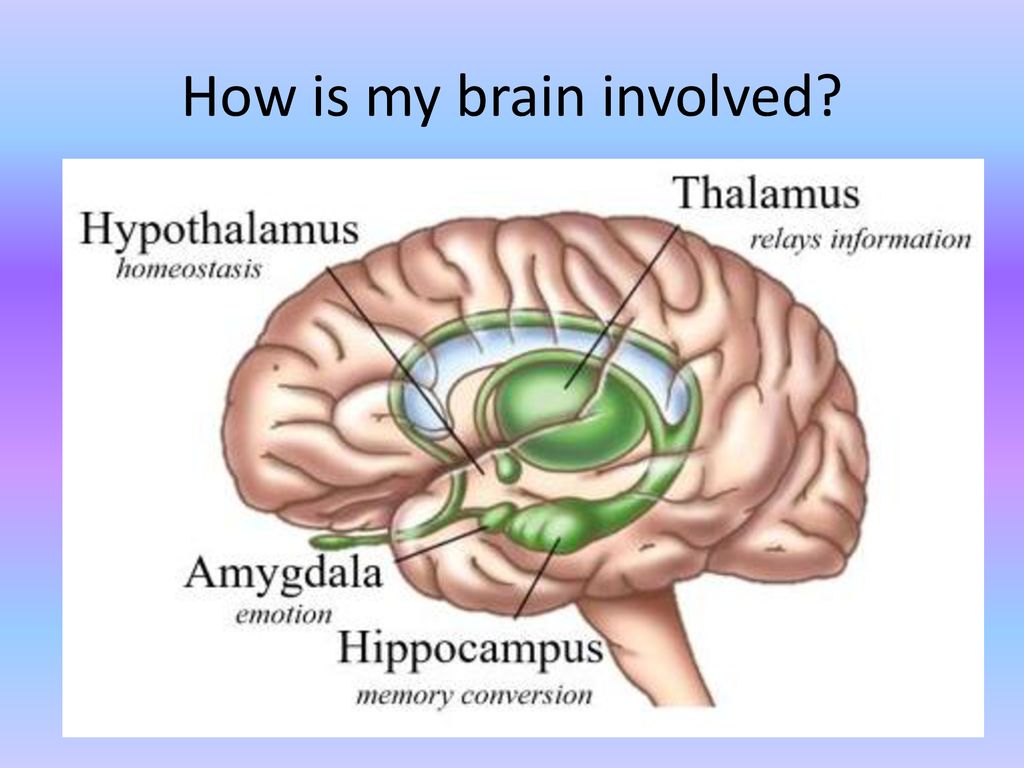 How is my brain involved?
Thalamus
relays information
Hypothalamus
homeostasis
Amygdala
emotion
Hippocampus
memory conversion